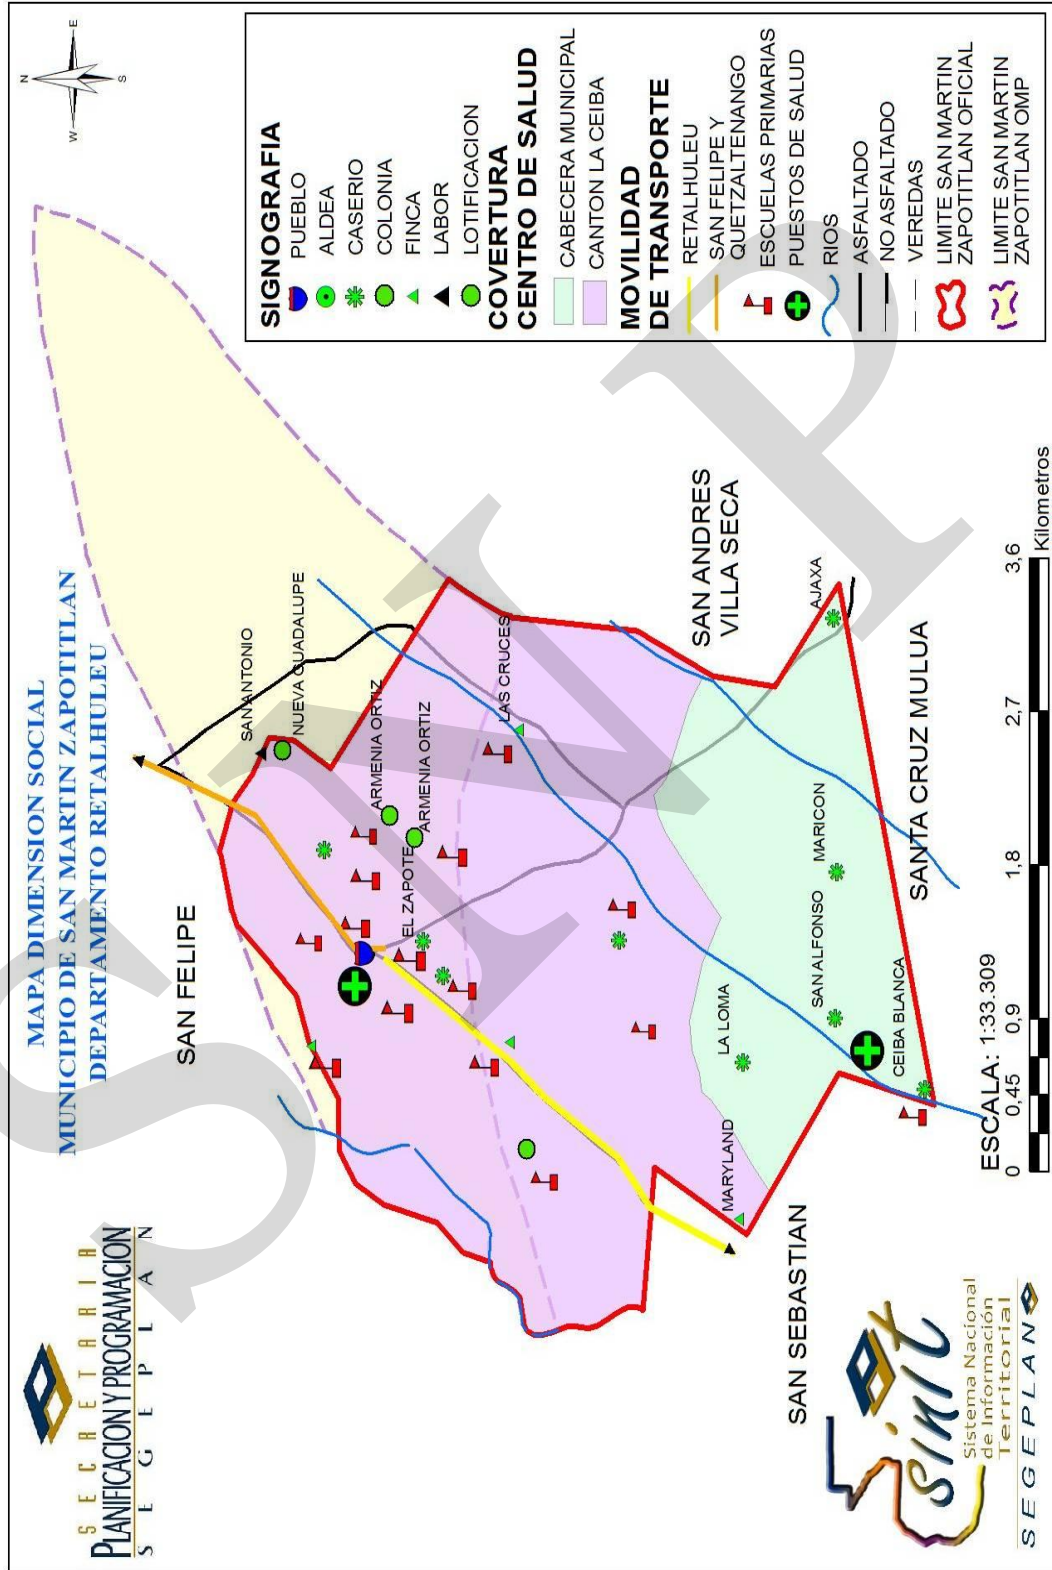 MAPA DIMENSION SOCIAL
MUNICIPIO DE SAN MARTIN ZAPOTITLAN
DEPARTAMENTO RETALHULEU
SECRETARIA
PLANIFICACION Y PROGRAMACION
SEGEPLAN
N
W
E
S
SAN FELIPE
SAN ANTONIO
NUEVA GUADALUPE
ARMENIA ORTIZ
ARMENIA ORTIZ
EL ZAPOTE
LAS CRUCES
SAN ANDRES
VILLA SECA
AJAXA
MARICON
SAN ALFONSO
LA LOMA
CEIBA BLANCA
MARYLAND
SANTA CRUZ MULUA
SAN SEBASTIAN
SIGNOGRAFIA
PUEBLO
ALDEA
CASERIO
COLONIA
FINCA
LABOR
LOTIFICACION
COVERTURA
CENTRO DE SALUD
CABECERA MUNICIPAL
CANTON LA CEIBA
MOVILIDAD
DE TRANSPORTE
RETALHULEU
SAN FELIPE Y
QUETZALTENANGO
ESCUELAS PRIMARIAS
PUESTOS DE SALUD
RIOS
ASFALTADO
NO ASFALTADO
VEREDAS
LIMITE SAN MARTIN
ZAPOTITLAN OFICIAL
LIMITE SAN MARTIN
ZAPOTITLAN OMP
ESCALA: 1:33.309
0 0,45 0,9 1,8 2,7 3,6
Kilometros
sinit
Sistema Nacional
de Información
Territorial
SEGEPLAN
SNP